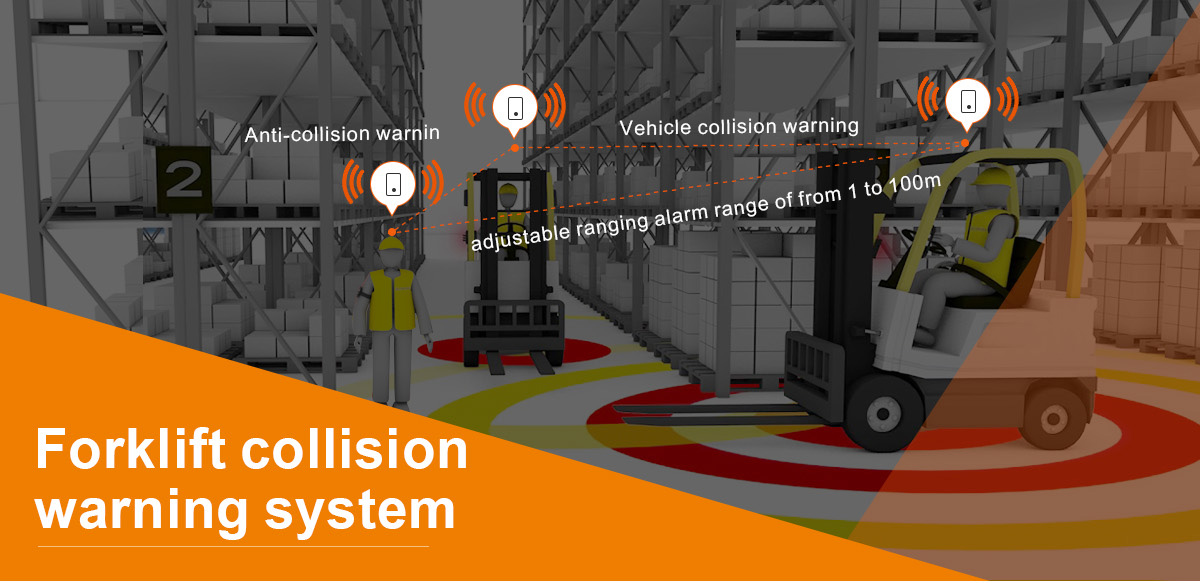 Anti-collision warnin
Vehicle collision warning
adjustable ranging alarm range of from 1 to 100m
2
Forklift collision
warning system